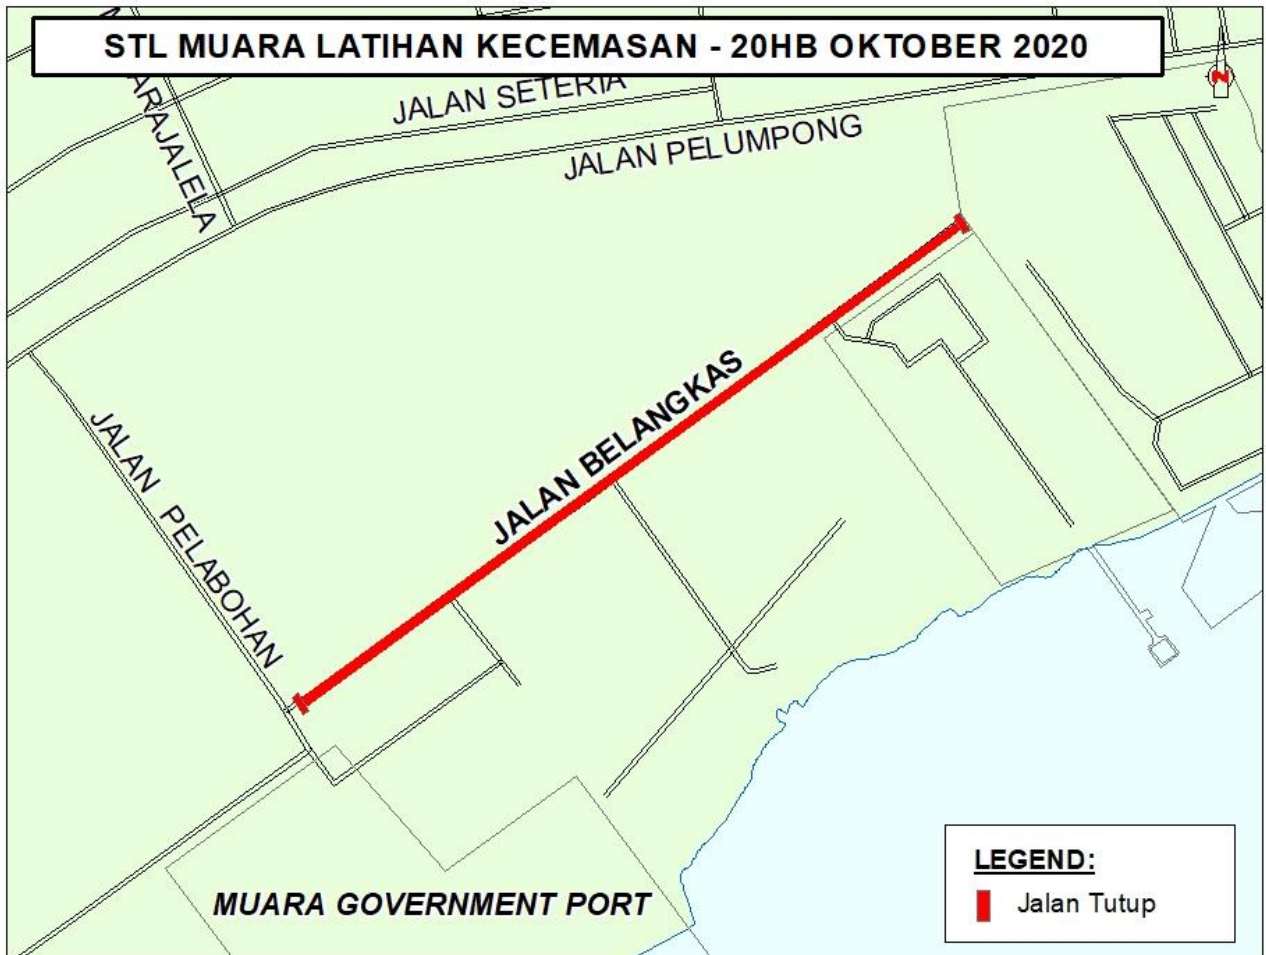 STL MUARA LATIHAN KECEMASAN - 20HB OKTOBER 2020
JALAN SETERIA
JALAN PELUMPONG
ARAJALELA
N
JALAN BELANGKAS
JALAN PELABOHAN
MUARA GOVERNMENT PORT
LEGEND:
Jalan Tutup